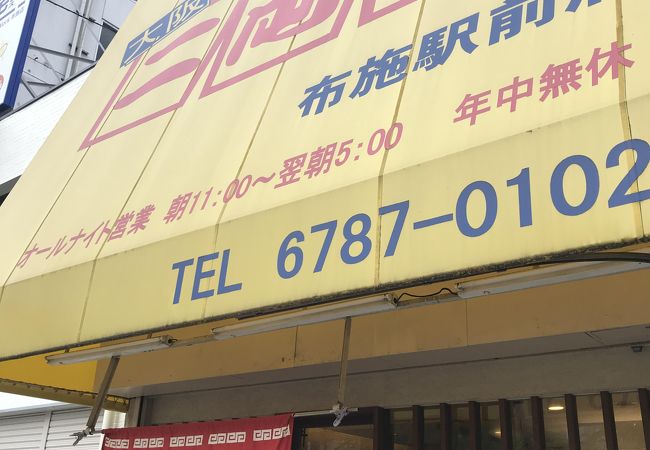 大阪
布施駅前
年中無休
オールナイト営業 朝11:00~翌朝5:00
TEL 6787-0102